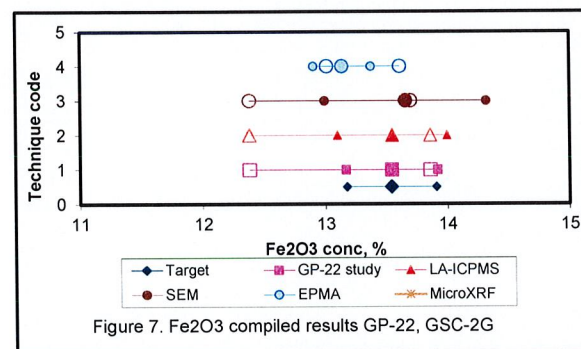 5
4
3
2
1
0
Technique code
11 12 13 14 15
Fe2O3 conc, %
Target GP-22 study LA-ICPMS
SEM EPMA MicroXRF
Figure 7. Fe2O3 compiled results GP-22, GSC-2G